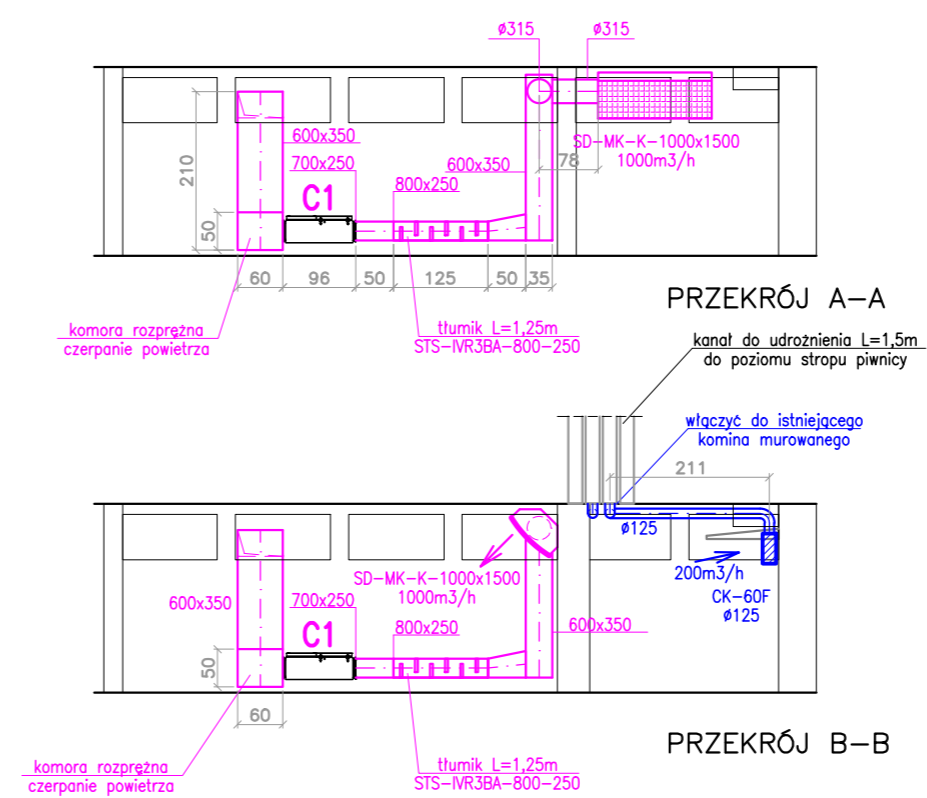 ø315
ø315
600x350
700x250
C1
800x250
600x350
78
SD-MK-K-1000x1500
1000m3/h
210
50
60
96
50
125
50
35
PRZEKRÓJ A-A
komora rozprężna
czerpanie powietrza
tłumik L=1,25m
STS-IVR3BA-800-250
kanał do udrożnienia L=1,5m
do poziomu stropu piwnicy
włączyć do istniejącego
komina murowanego
211
ø125
200m3/h
CK-60F
ø125
SD-MK-K-1000x1500
1000m3/h
600x350
700x250
C1
800x250
600x350
50
60
PRZEKRÓJ B-B
komora rozprężna
czerpanie powietrza
tłumik L=1,25m
STS-IVR3BA-800-250